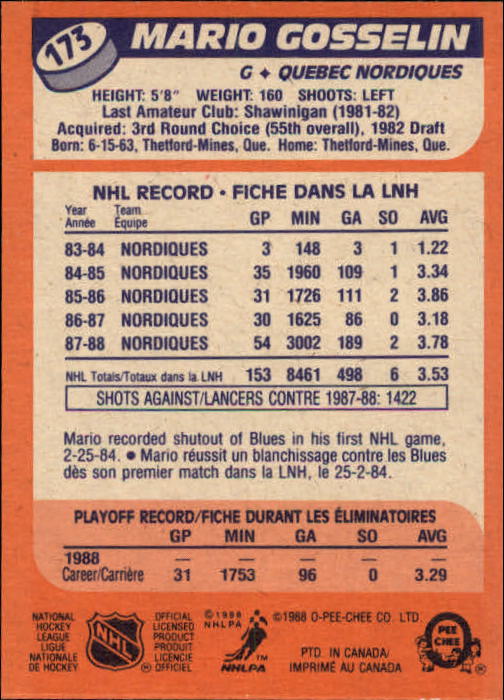 173
MARIO GOSSELIN
G ♦ QUEBEC NORDIQUES
HEIGHT: 5'8" WEIGHT: 160 SHOOTS: LEFT
Last Amateur Club: Shawinigan (1981-82)
Acquired: 3rd Round Choice (55th overall), 1982 Draft
Born: 6-15-63, Thetford-Mines, Que. Home: Thetford-Mines, Que.
NHL RECORD • FICHE DANS LA LNH
Year Team
Année Équipe GP MIN GA SO AVG
83-84 NORDIQUES 3 148 3 1 1.22
84-85 NORDIQUES 35 1960 109 1 3.34
85-86 NORDIQUES 31 1726 111 2 3.86
86-87 NORDIQUES 30 1625 86 0 3.18
87-88 NORDIQUES 54 3002 189 2 3.78
NHL Totals/Totaux dans la LNH 153 8461 498 6 3.53
SHOTS AGAINST/LANCERS CONTRE 1987-88: 1422
Mario recorded shutout of Blues in his first NHL game,
2-25-84. • Mario réussit un blanchissage contre les Blues
dès son premier match dans la LNH, le 25-2-84.
PLAYOFF RECORD/FICHE DURANT LES ÉLIMINATOIRES
GP MIN GA SO AVG
1988 — — — — —
Career/Carrière 31 1753 96 0 3.29
NATIONAL
HOCKEY
LEAGUE
LIGUE
NATIONALE
DE HOCKEY
NHL
OFFICIAL
LICENSED
PRODUCT
PRODUIT
LICENCIE
OFFICIEL
© 1988
NHLPA
NHLPA
©1988 O-PEE-CHEE CO. LTD.
PTD. IN CANADA/
IMPRIMÉ AU CANADA
PEE
CHEE